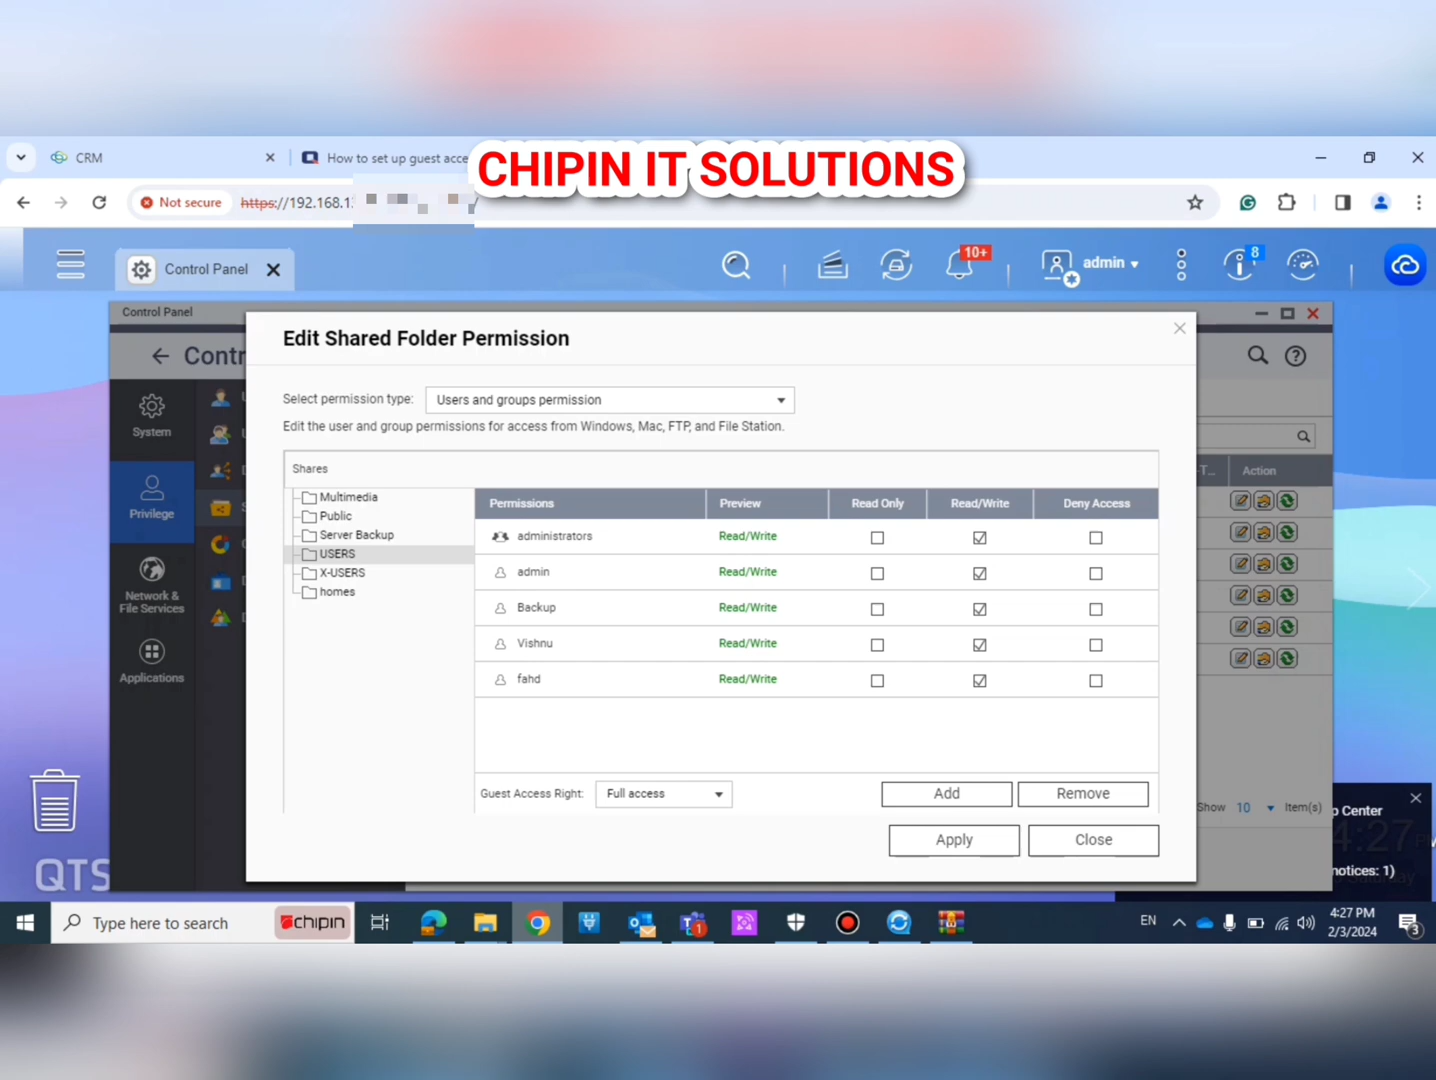 CHIPIN IT SOLUTIONS
CRM
How to set up guest acce
Not secure
https://192.168.1
/
Control Panel
10+
admin
8
Control Panel
Contr
Edit Shared Folder Permission
Select permission type:
Users and groups permission
Edit the user and group permissions for access from Windows, Mac, FTP, and File Station.
System
Privilege
Network &
File Services
Applications
Shares
Multimedia
Public
Server Backup
USERS
X-USERS
homes
Permissions Preview Read Only Read/Write Deny Access
administrators Read/Write
admin Read/Write
Backup Read/Write
Vishnu Read/Write
fahd Read/Write
Guest Access Right: Full access
Add Remove
Apply Close
-T... Action
Show 10 Item(s)
p Center
4:27
notices: 1)
QTS
Type here to search
chipin
1
EN
4:27 PM
2/3/2024
3